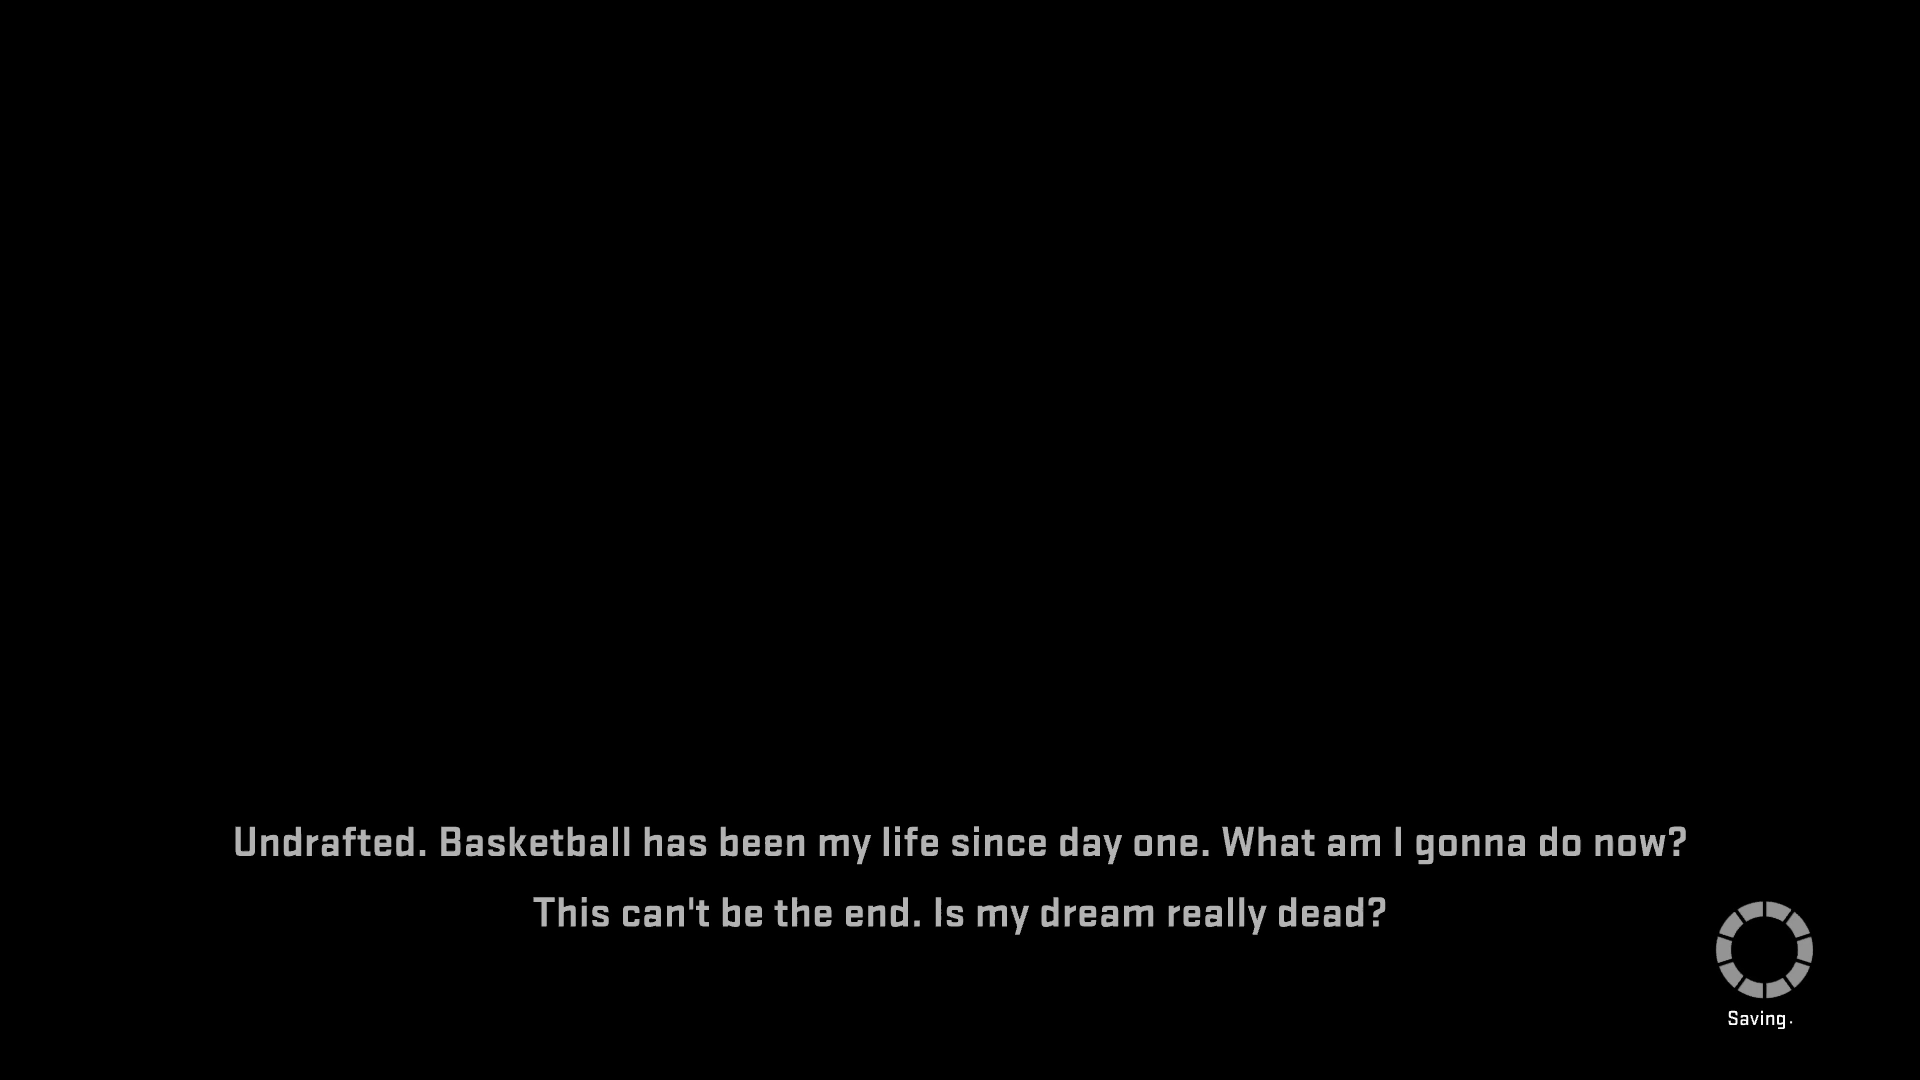 Undrafted. Basketball has been my life since day one. What am I gonna do now?
This can't be the end. Is my dream really dead?
Saving.